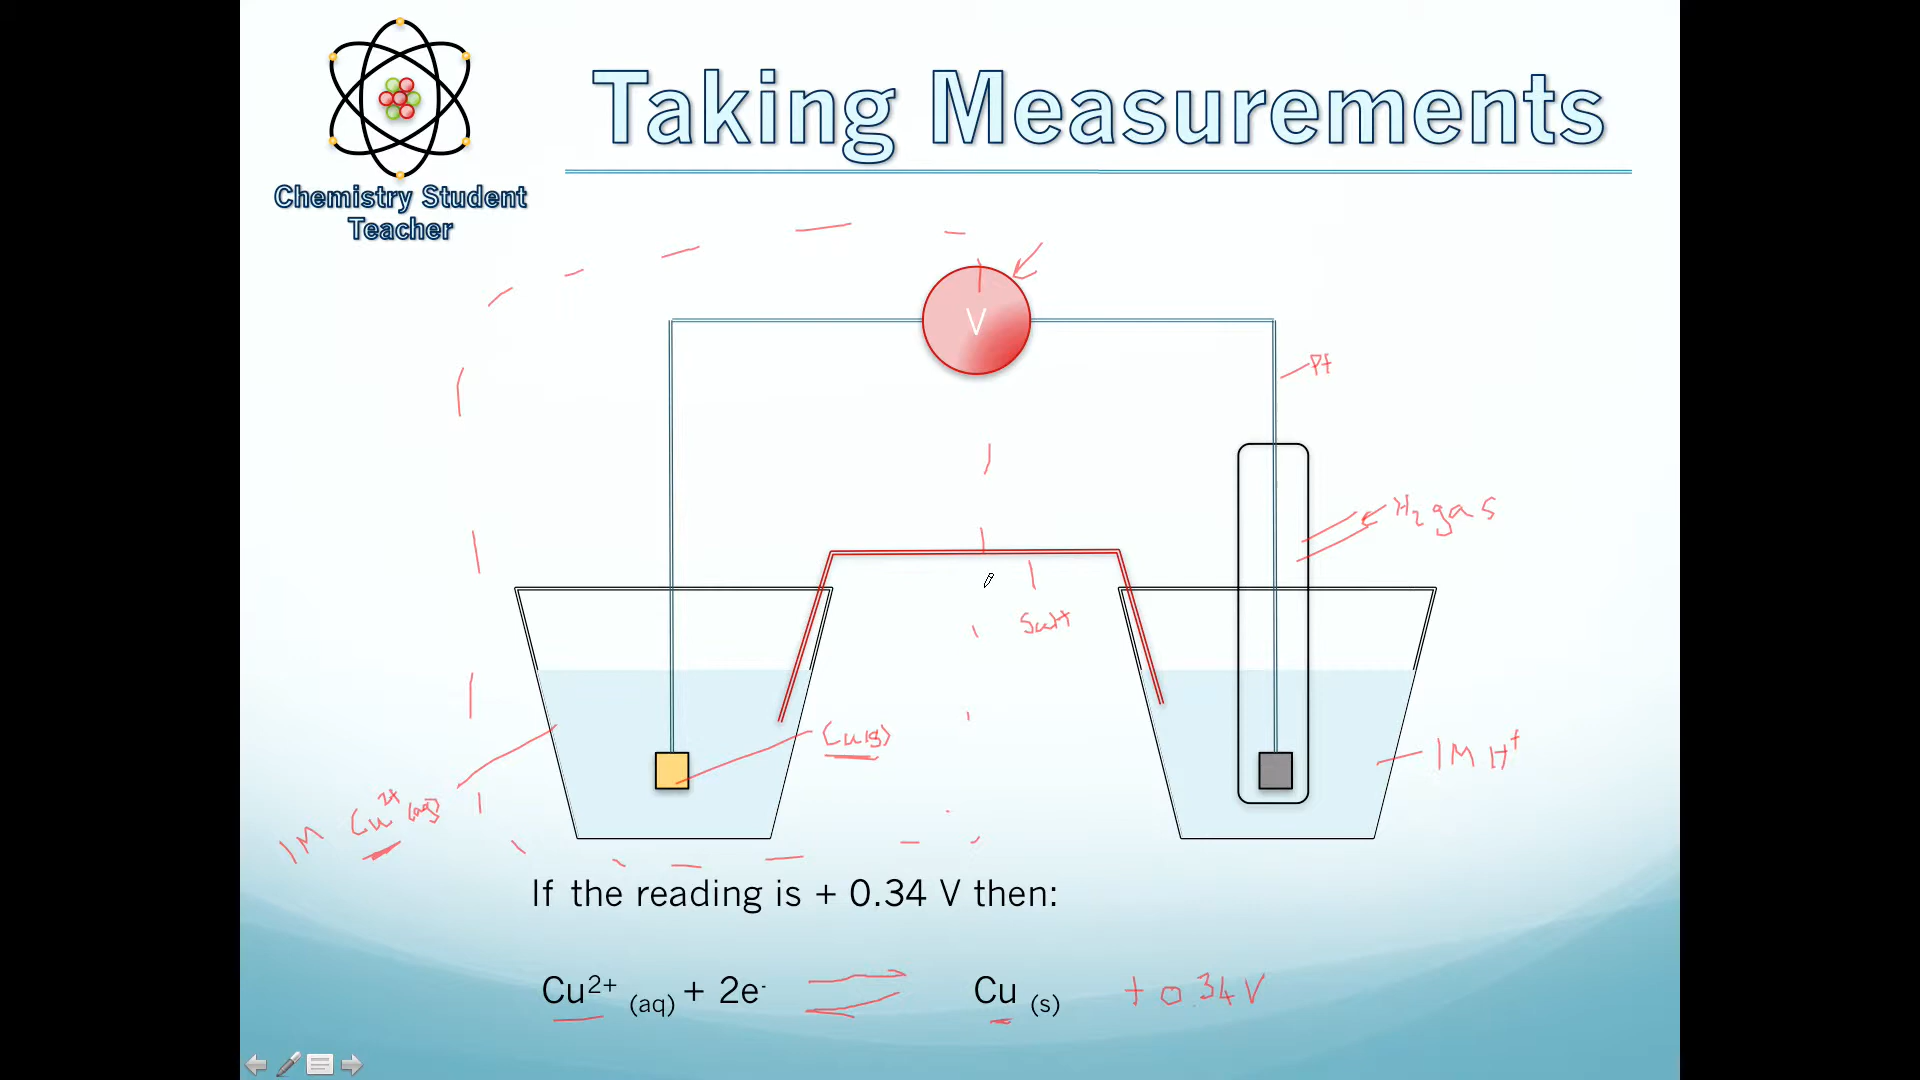 Taking Measurements
Chemistry Student
Teacher
V
Pt
H₂ gas
Salt
Cu(s)
1M H⁺
1M Cu²⁺(aq)
If the reading is + 0.34 V then:
Cu²⁺ (aq) + 2e⁻ ⇌ Cu (s) + 0.34 V